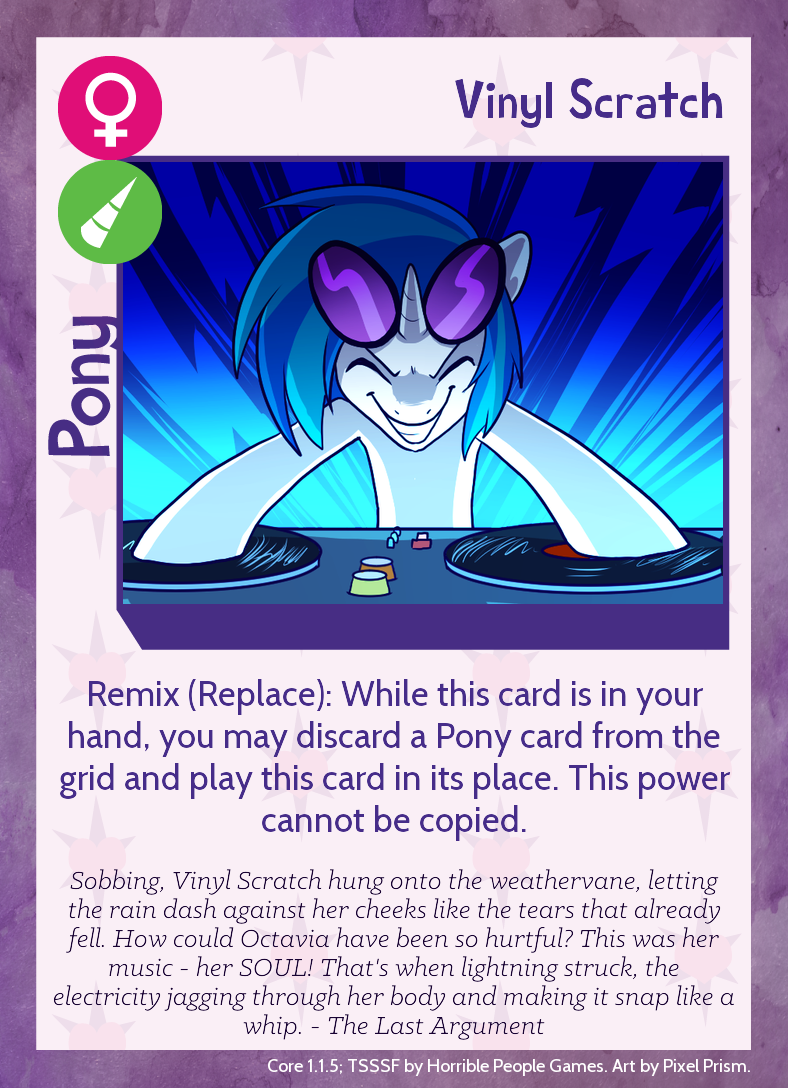 Vinyl Scratch
Pony
Remix (Replace): While this card is in your
hand, you may discard a Pony card from the
grid and play this card in its place. This power
cannot be copied.
Sobbing, Vinyl Scratch hung onto the weathervane, letting
the rain dash against her cheeks like the tears that already
fell. How could Octavia have been so hurtful? This was her
music - her SOUL! That's when lightning struck, the
electricity jagging through her body and making it snap like a
whip. - The Last Argument
Core 1.1.5; TSSSF by Horrible People Games. Art by Pixel Prism.